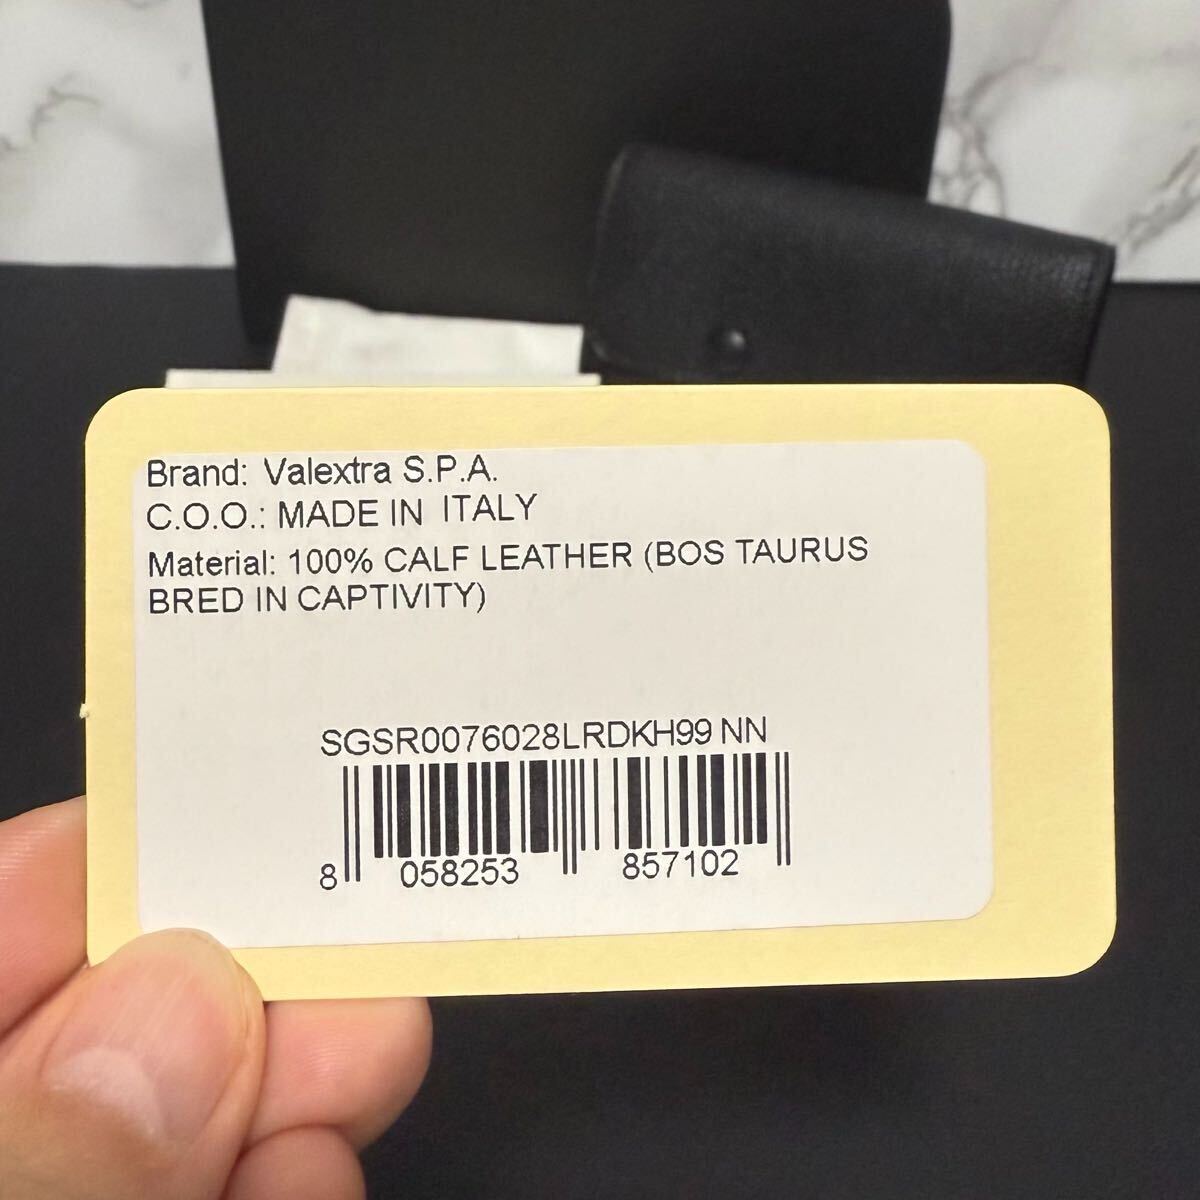 Brand: Valextra S.P.A.
C.O.O.: MADE IN ITALY
Material: 100% CALF LEATHER (BOS TAURUS
BRED IN CAPTIVITY)
SGSR0076028LRDKH99 NN
8 058253 857102